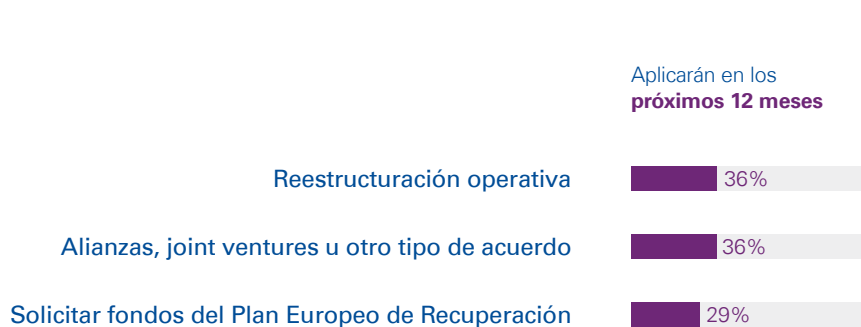 Aplicarán en los
próximos 12 meses
Reestructuración operativa 36%
Alianzas, joint ventures u otro tipo de acuerdo 36%
Solicitar fondos del Plan Europeo de Recuperación 29%